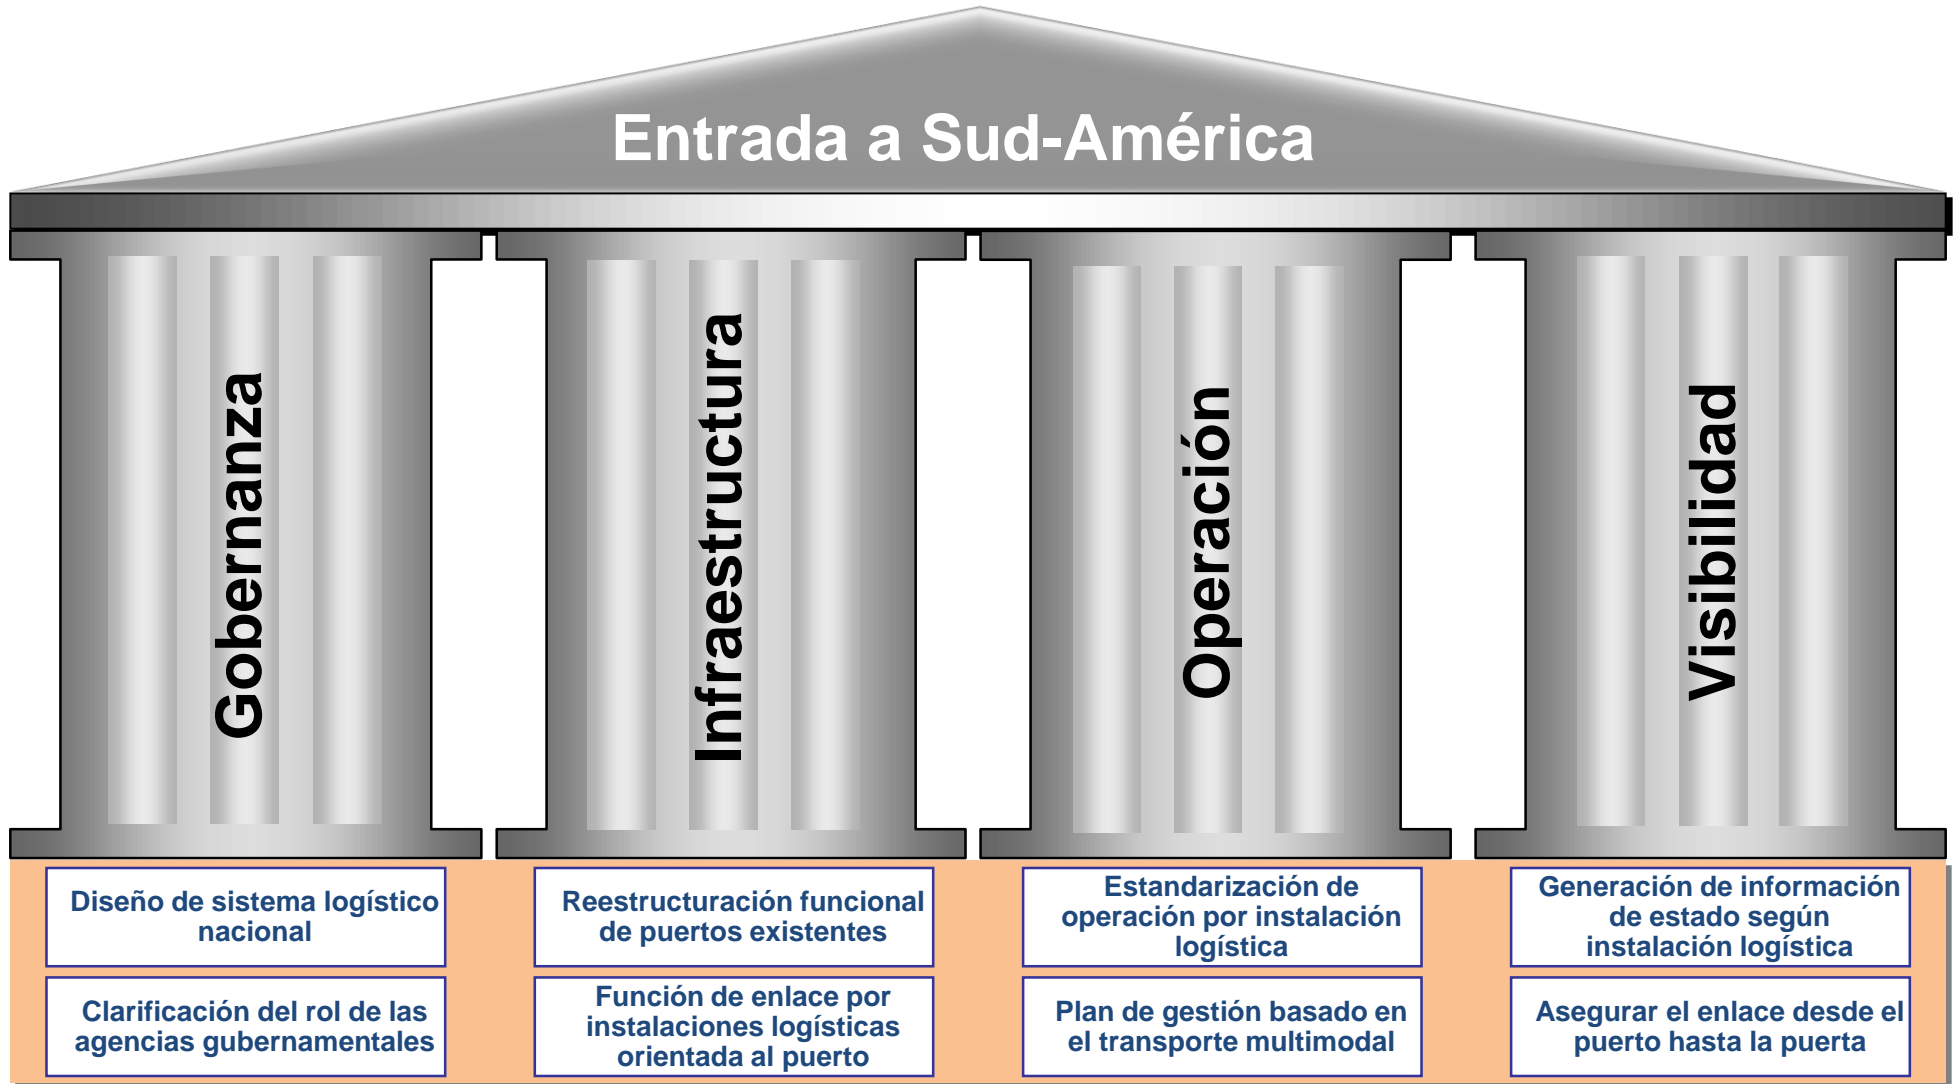 Entrada a Sud-América
Gobernanza
Infraestructura
Operación
Visibilidad
Diseño de sistema logístico
nacional
Reestructuración funcional
de puertos existentes
Estandarización de
operación por instalación
logística
Generación de información
de estado según
instalación logística
Clarificación del rol de las
agencias gubernamentales
Función de enlace por
instalaciones logísticas
orientada al puerto
Plan de gestión basado en
el transporte multimodal
Asegurar el enlace desde el
puerto hasta la puerta